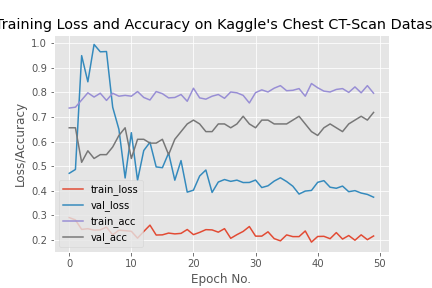 Training Loss and Accuracy on Kaggle's Chest CT-Scan Datas
1.0
0.9
0.8
0.7
0.6
0.5
0.4
0.3
0.2
Loss/Accuracy
train_loss
val_loss
train_acc
val_acc
0 10 20 30 40 50
Epoch No.